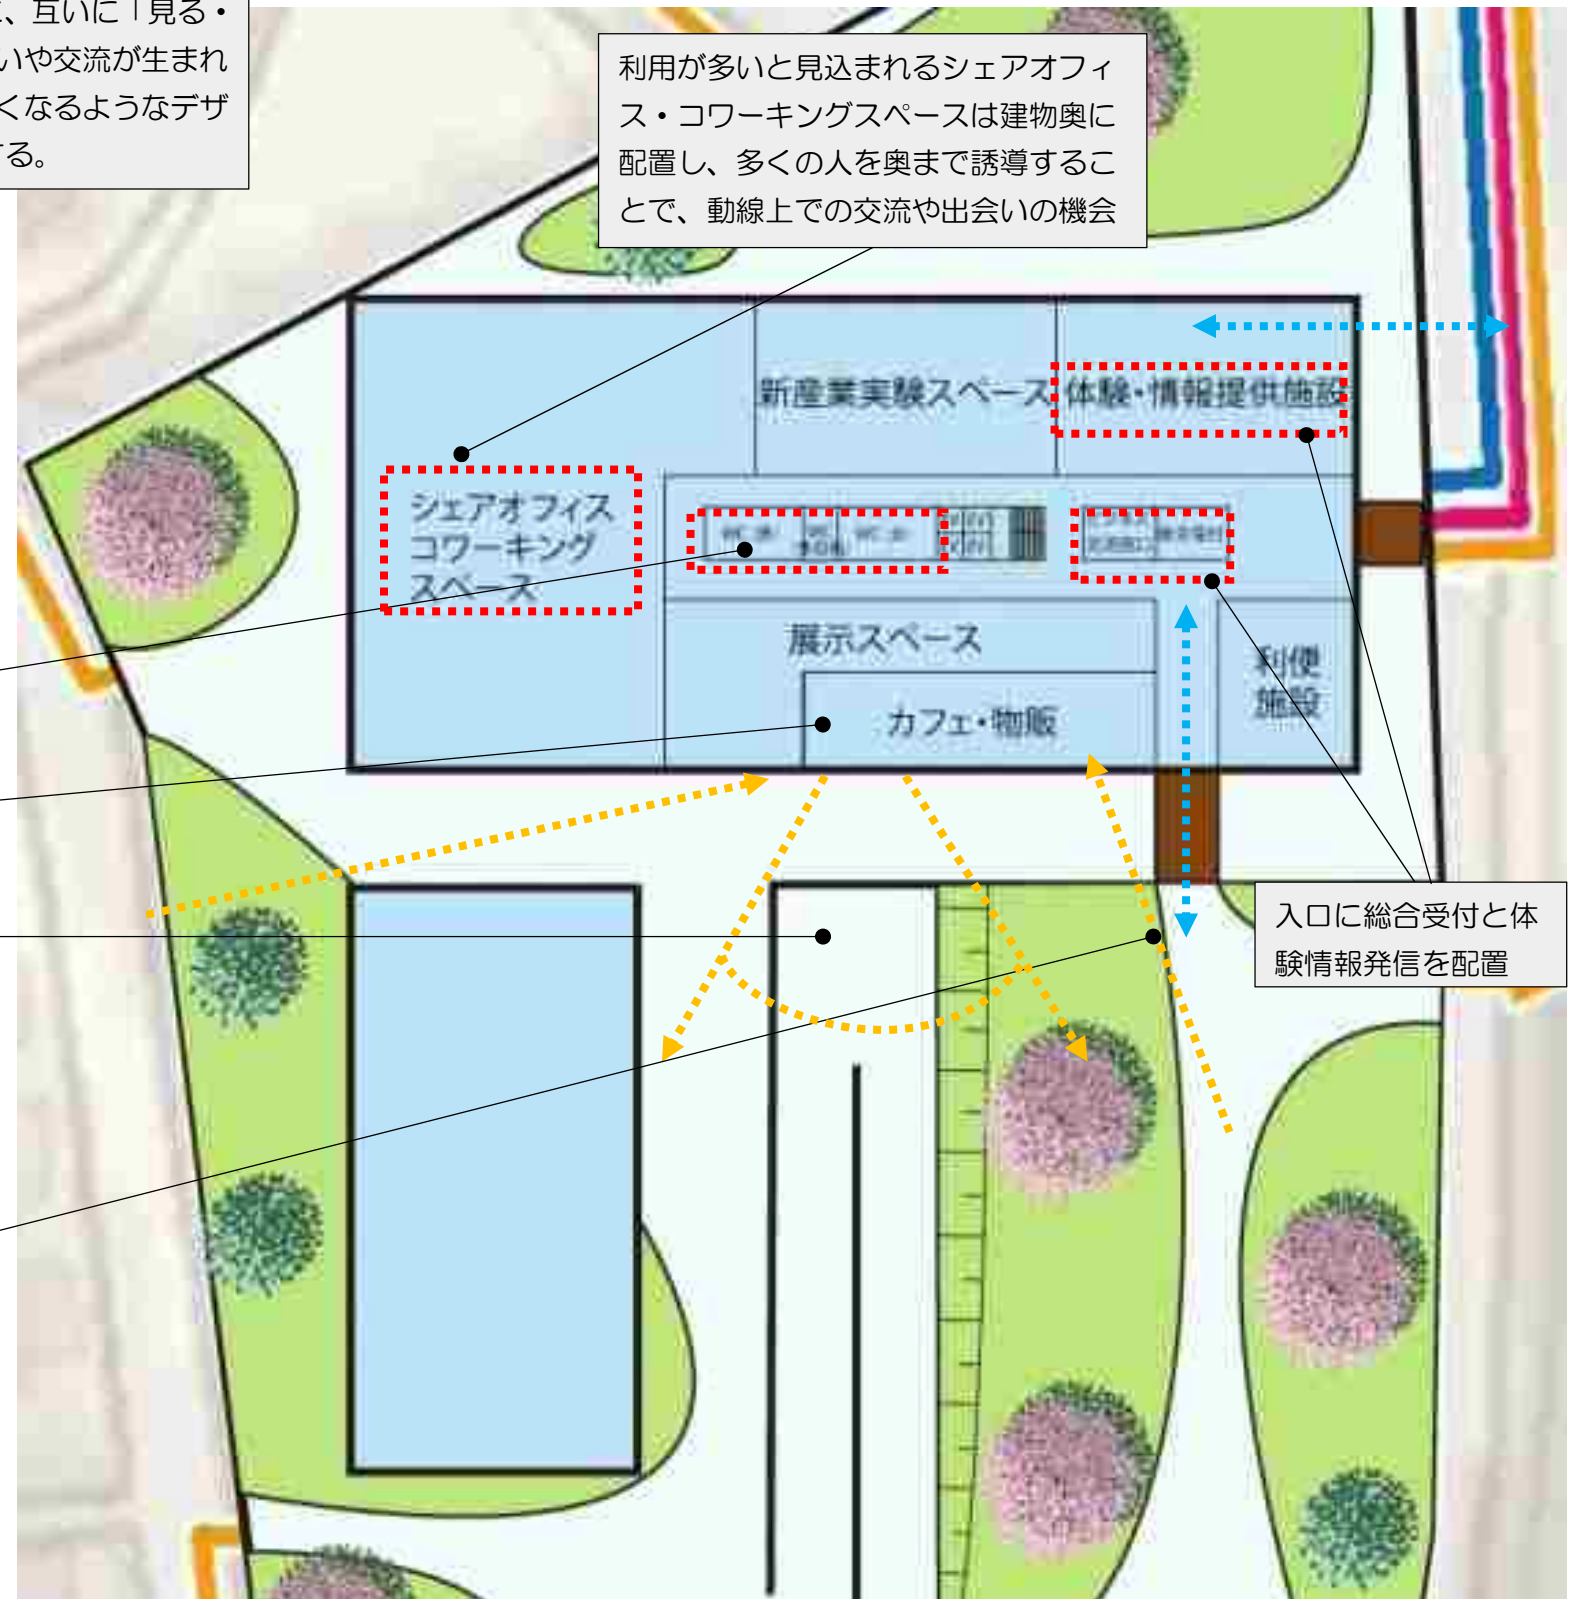 、互いに「見る・
いや交流が生まれ
くなるようなデザ
する。
利用が多いと見込まれるシェアオフィ
ス・コワーキングスペースは建物奥に
配置し、多くの人を奥まで誘導するこ
とで、動線上での交流や出会いの機会
新産業実験スペース
体験・情報提供施設
シェアオフィス
コワーキング
スペース
展示スペース
カフェ・物販
利便
施設
入口に総合受付と体
験情報発信を配置